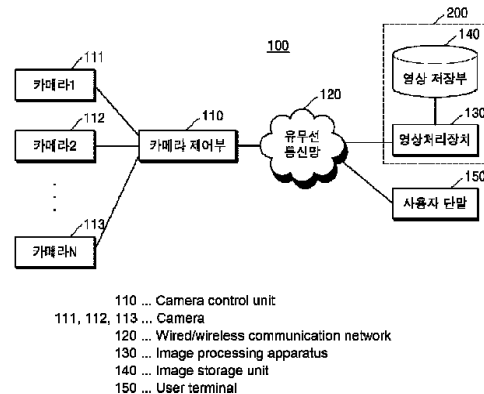 200
140
영상 저장부
111
카메라1
100
112
카메라2
110
카메라 제어부
120
유무선
통신망
130
영상처리장치
150
사용자 단말
113
카메라N
110 ... Camera control unit
111, 112, 113 ... Camera
120 ... Wired/wireless communication network
130 ... Image processing apparatus
140 ... Image storage unit
150 ... User terminal